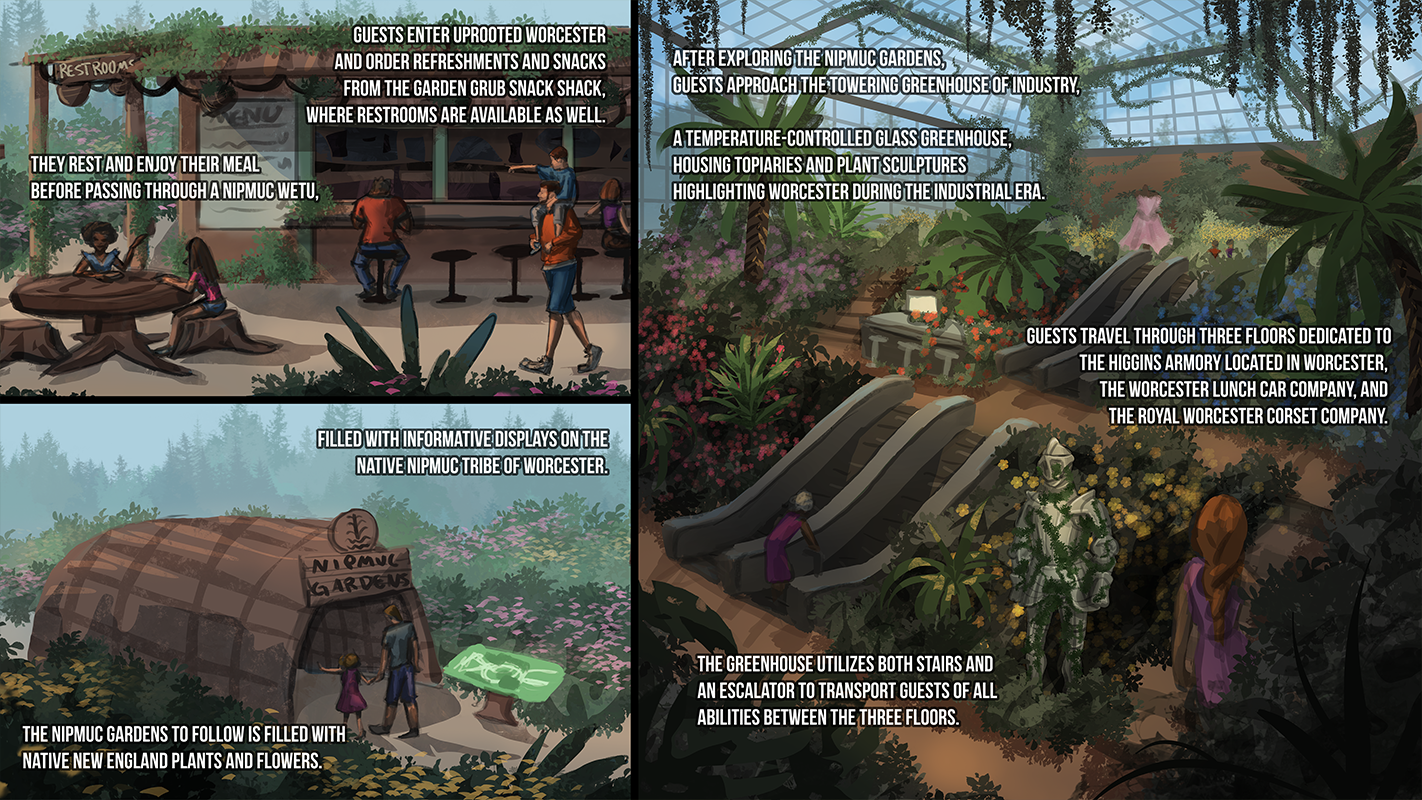 GUESTS ENTER UPROOTED WORCESTER
AND ORDER REFRESHMENTS AND SNACKS
FROM THE GARDEN GRUB SNACK SHACK,
WHERE RESTROOMS ARE AVAILABLE AS WELL.
RESTROOMS
MENU
THEY REST AND ENJOY THEIR MEAL
BEFORE PASSING THROUGH A NIPMUC WETU,
FILLED WITH INFORMATIVE DISPLAYS ON THE
NATIVE NIPMUC TRIBE OF WORCESTER.
NIPMUC
GARDENS
THE NIPMUC GARDENS TO FOLLOW IS FILLED WITH
NATIVE NEW ENGLAND PLANTS AND FLOWERS.
AFTER EXPLORING THE NIPMUC GARDENS,
GUESTS APPROACH THE TOWERING GREENHOUSE OF INDUSTRY,
A TEMPERATURE-CONTROLLED GLASS GREENHOUSE,
HOUSING TOPIARIES AND PLANT SCULPTURES
HIGHLIGHTING WORCESTER DURING THE INDUSTRIAL ERA.
GUESTS TRAVEL THROUGH THREE FLOORS DEDICATED TO
THE HIGGINS ARMORY LOCATED IN WORCESTER,
THE WORCESTER LUNCH CAR COMPANY, AND
THE ROYAL WORCESTER CORSET COMPANY.
THE GREENHOUSE UTILIZES BOTH STAIRS AND
AN ESCALATOR TO TRANSPORT GUESTS OF ALL
ABILITIES BETWEEN THE THREE FLOORS.